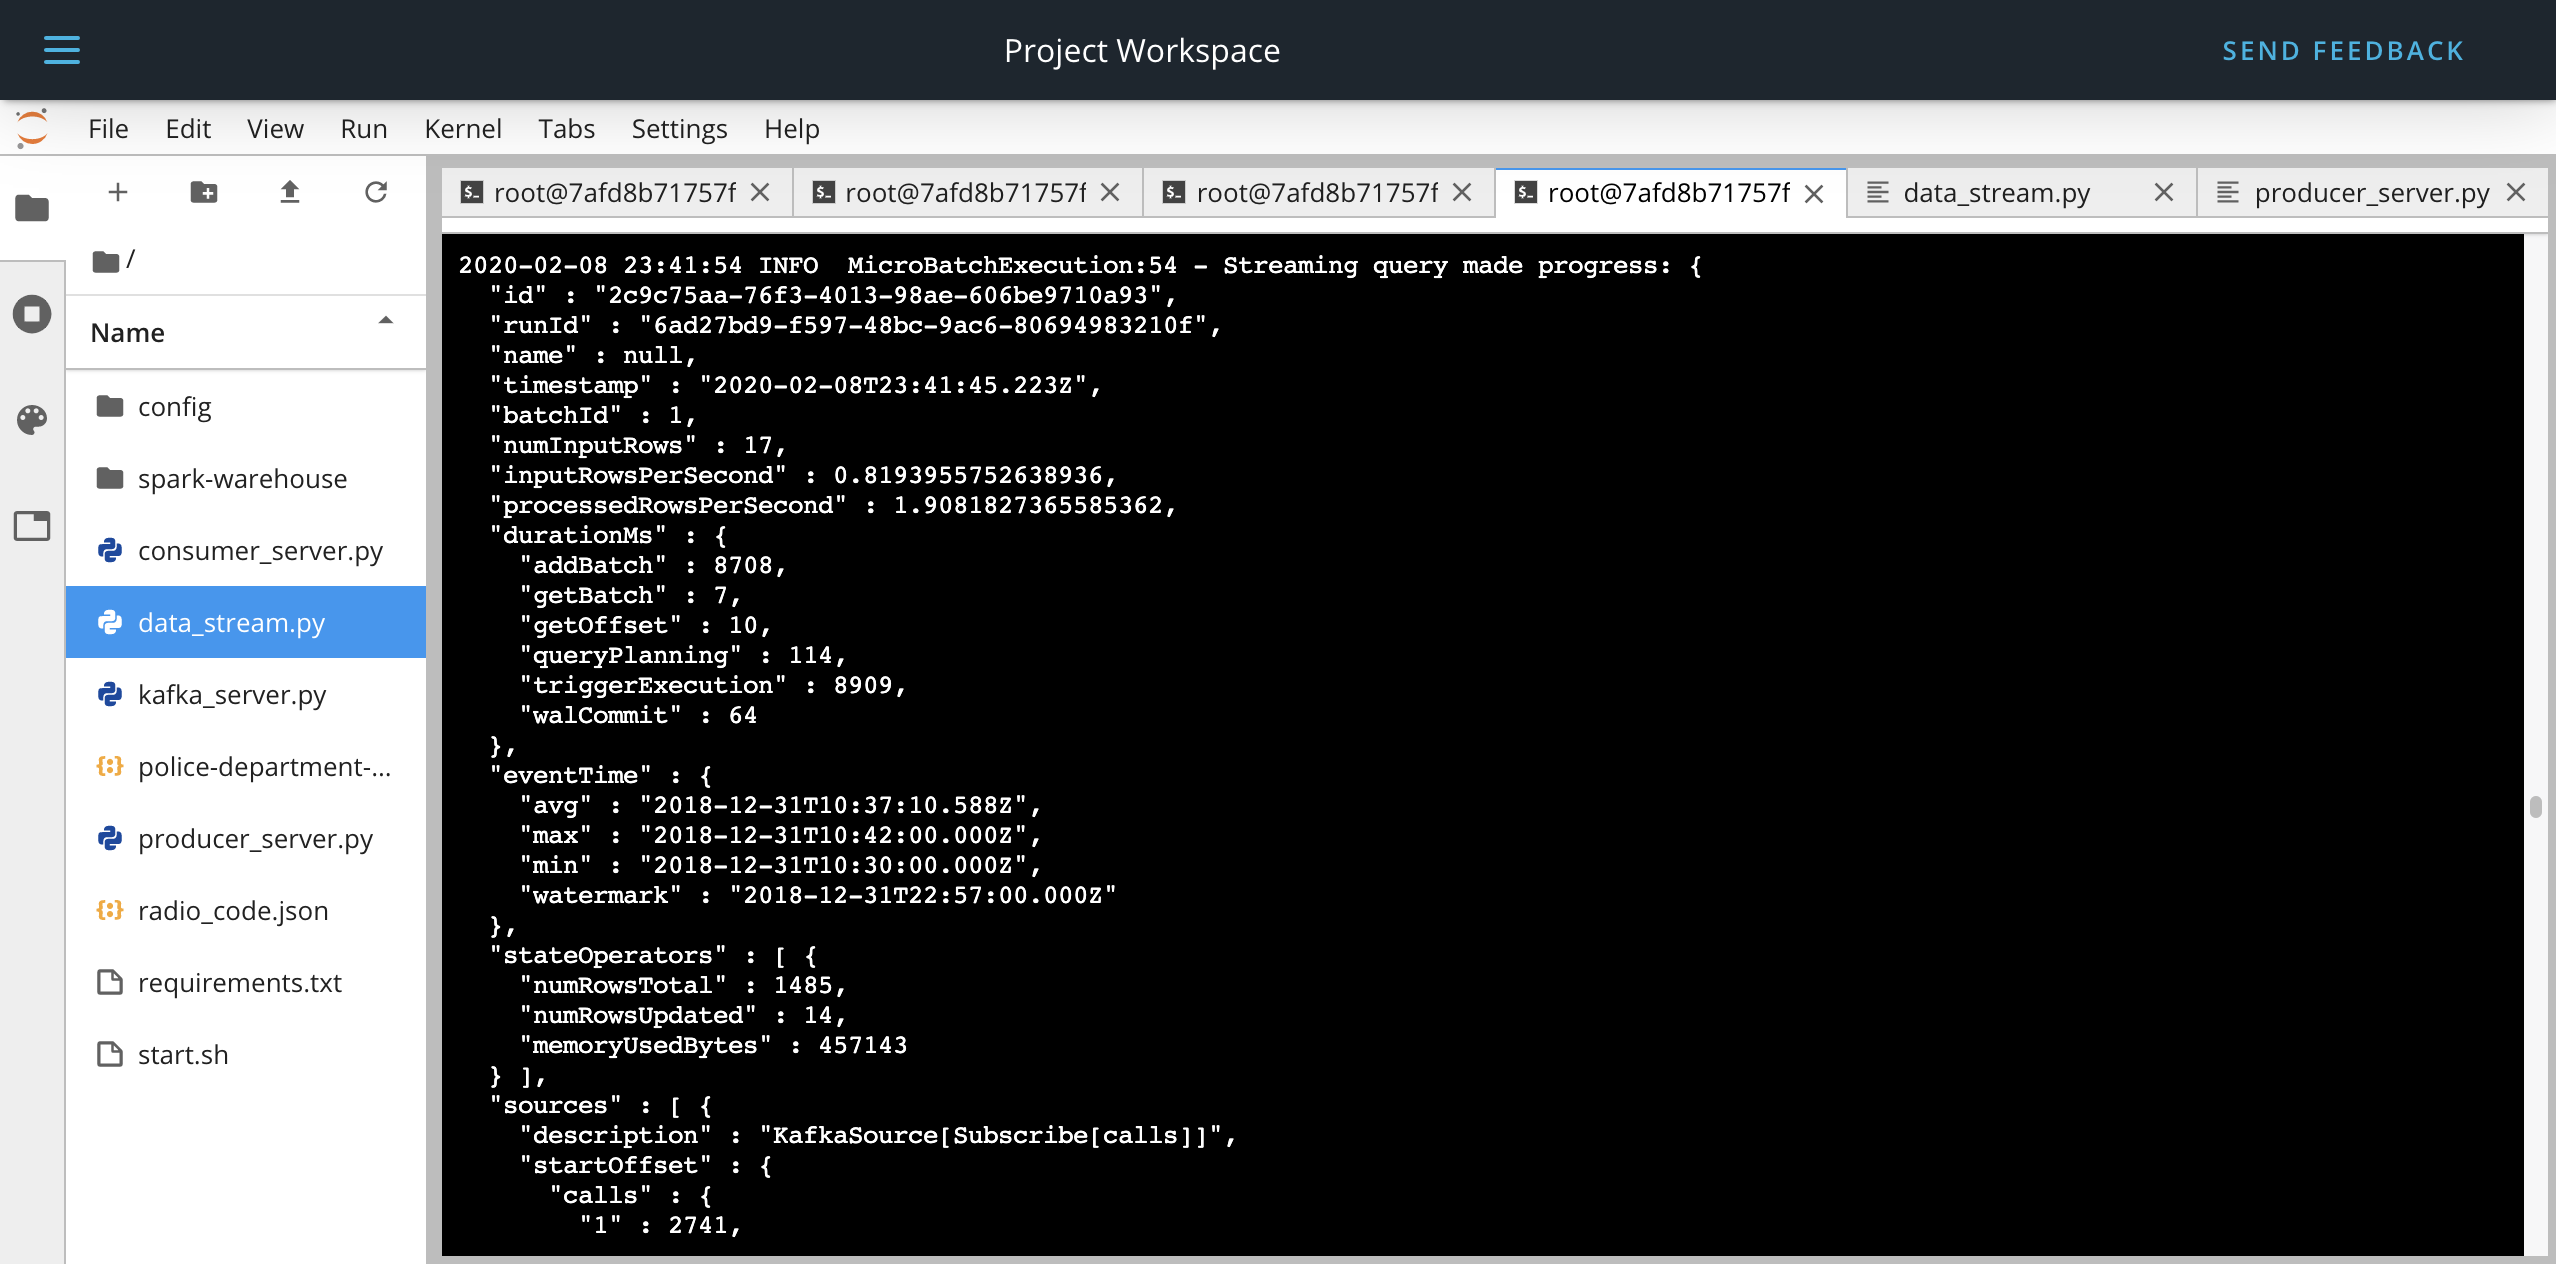 Project Workspace
SEND FEEDBACK
File Edit View Run Kernel Tabs Settings Help
root@7afd8b71757f
root@7afd8b71757f
root@7afd8b71757f
root@7afd8b71757f
data_stream.py
producer_server.py
/
Name
config
spark-warehouse
consumer_server.py
data_stream.py
kafka_server.py
police-department-...
producer_server.py
radio_code.json
requirements.txt
start.sh
2020-02-08 23:41:54 INFO  MicroBatchExecution:54 - Streaming query made progress: {
  "id" : "2c9c75aa-76f3-4013-98ae-606be9710a93",
  "runId" : "6ad27bd9-f597-48bc-9ac6-80694983210f",
  "name" : null,
  "timestamp" : "2020-02-08T23:41:45.223Z",
  "batchId" : 1,
  "numInputRows" : 17,
  "inputRowsPerSecond" : 0.8193955752638936,
  "processedRowsPerSecond" : 1.9081827365585362,
  "durationMs" : {
    "addBatch" : 8708,
    "getBatch" : 7,
    "getOffset" : 10,
    "queryPlanning" : 114,
    "triggerExecution" : 8909,
    "walCommit" : 64
  },
  "eventTime" : {
    "avg" : "2018-12-31T10:37:10.588Z",
    "max" : "2018-12-31T10:42:00.000Z",
    "min" : "2018-12-31T10:30:00.000Z",
    "watermark" : "2018-12-31T22:57:00.000Z"
  },
  "stateOperators" : [ {
    "numRowsTotal" : 1485,
    "numRowsUpdated" : 14,
    "memoryUsedBytes" : 457143
  } ],
  "sources" : [ {
    "description" : "KafkaSource[Subscribe[calls]]",
    "startOffset" : {
      "calls" : {
        "1" : 2741,